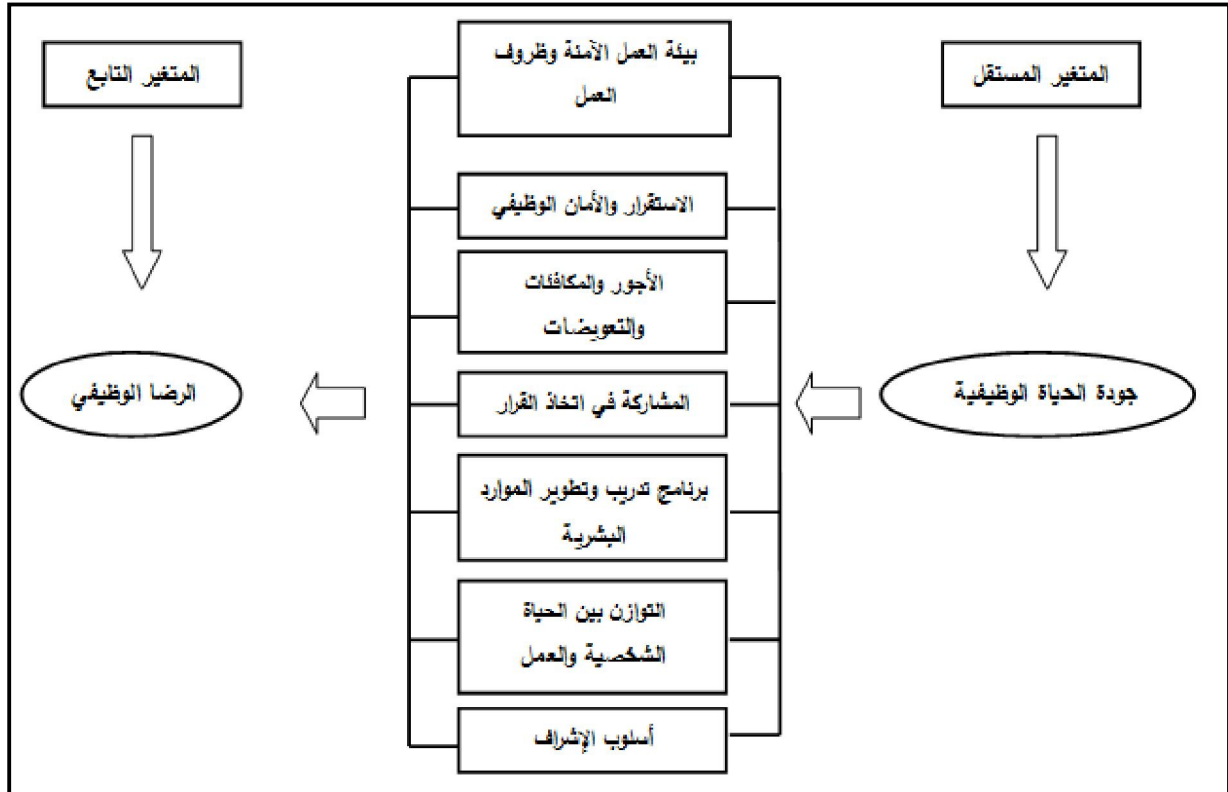 المتغير المستقل
جودة الحياة الوظيفية
بيئة العمل الآمنة وظروف
العمل
الاستقرار والأمان الوظيفي
الأجور والمكافئات
والتعويضات
المشاركة في اتخاذ القرار
برنامج تدريب وتطوير الموارد
البشرية
التوازن بين الحياة
الشخصية والعمل
أسلوب الإشراف
المتغير التابع
الرضا الوظيفي